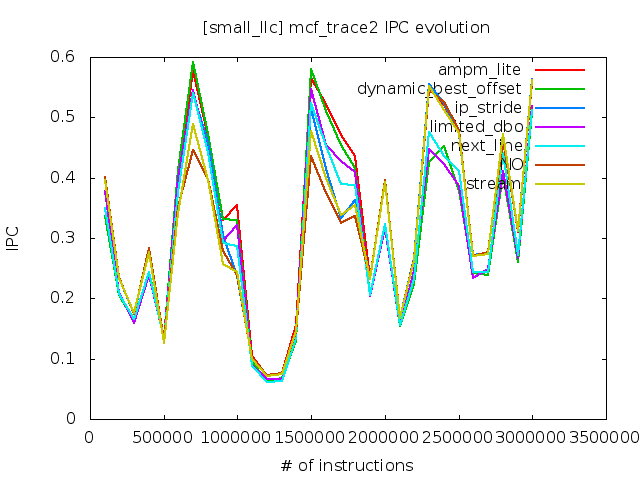 [small_llc] mcf_trace2 IPC evolution
0.6
0.5
0.4
0.3
0.2
0.1
0
IPC
0 500000 1000000 1500000 2000000 2500000 3000000 3500000
# of instructions
ampm_lite
dynamic_best_offset
ip_stride
limited_dbo
next_line
NO
stream